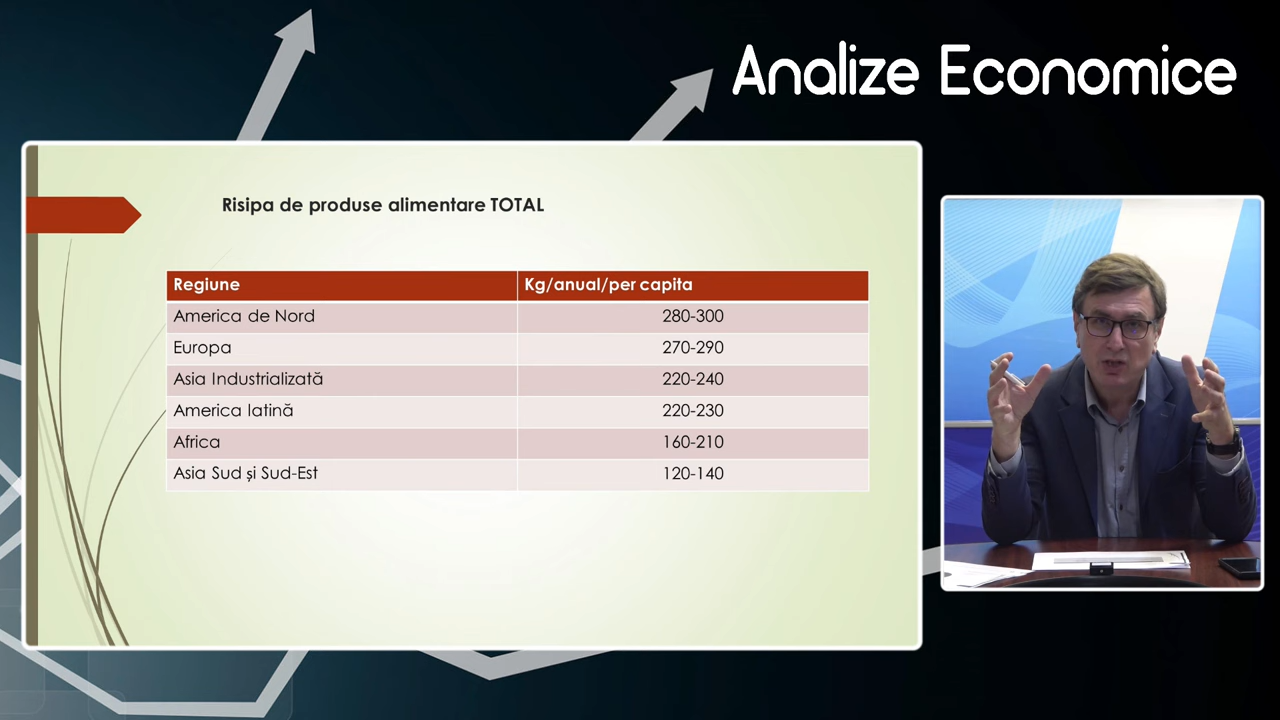 Analize Economice
Risipa de produse alimentare TOTAL
Regiune Kg/anual/per capita
America de Nord 280-300
Europa 270-290
Asia Industrializată 220-240
America latină 220-230
Africa 160-210
Asia Sud și Sud-Est 120-140